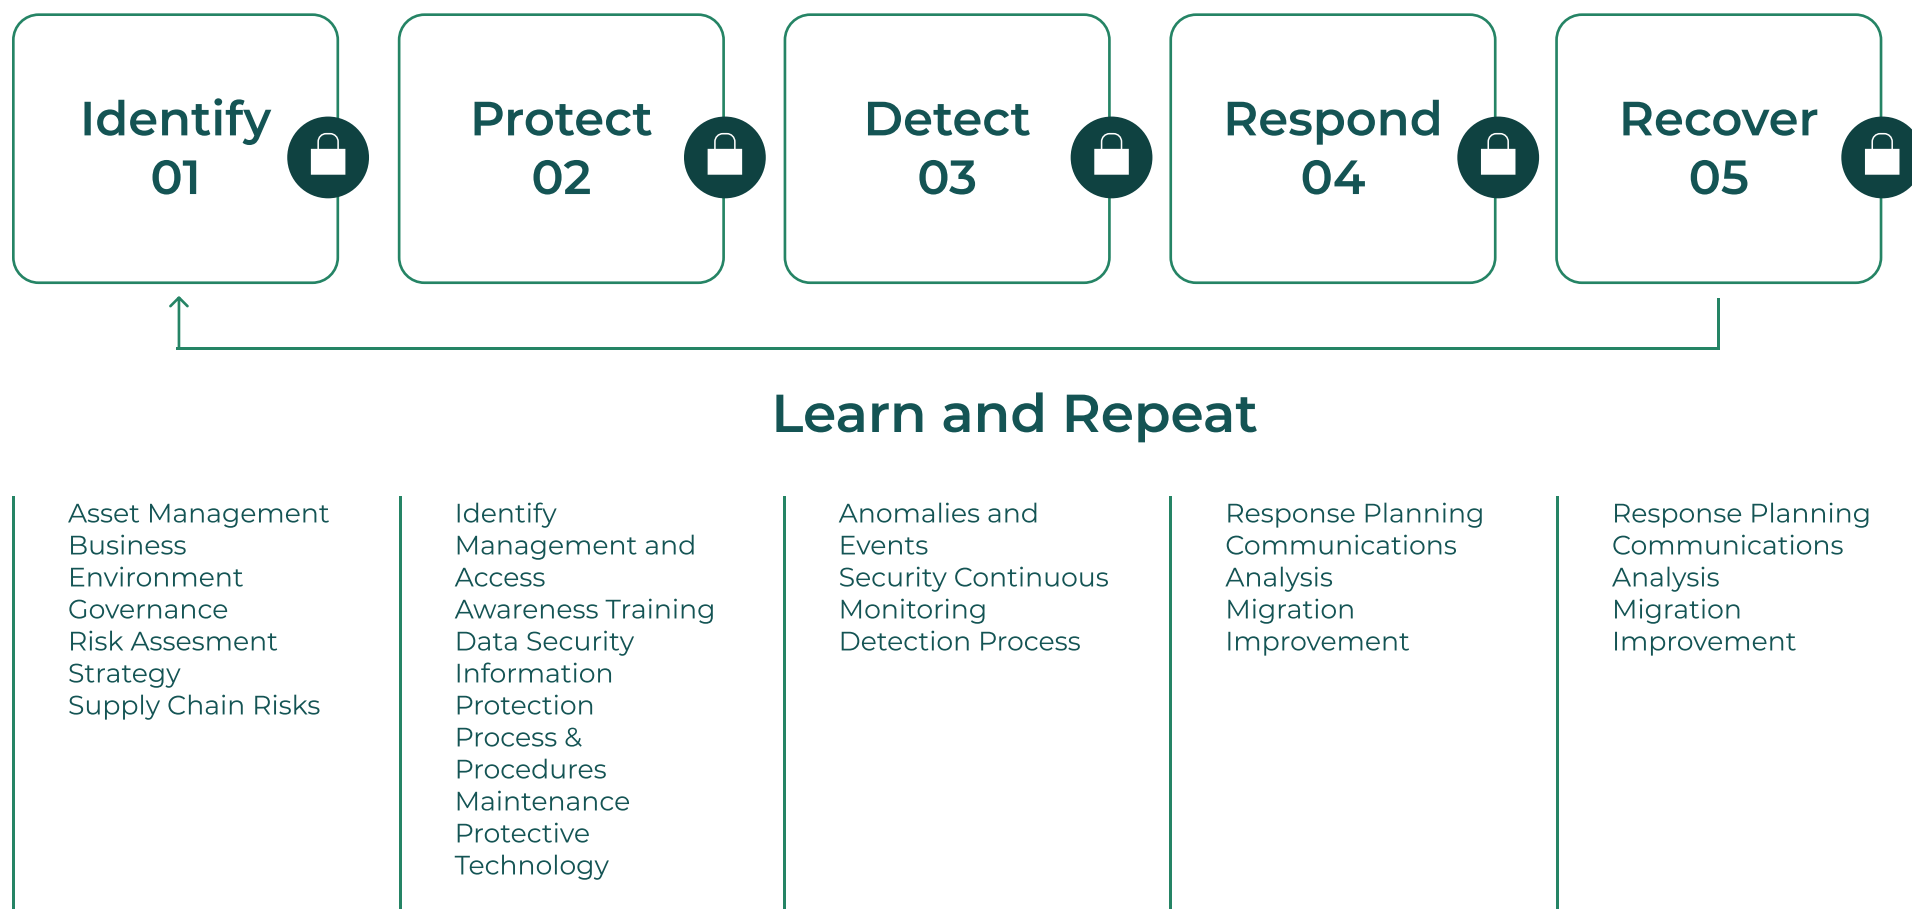 Identify
01
Protect
02
Detect
03
Respond
04
Recover
05
Learn and Repeat
Asset Management
Business
Environment
Governance
Risk Assesment
Strategy
Supply Chain Risks
Identify
Management and
Access
Awareness Training
Data Security
Information
Protection
Process &
Procedures
Maintenance
Protective
Technology
Anomalies and
Events
Security Continuous
Monitoring
Detection Process
Response Planning
Communications
Analysis
Migration
Improvement
Response Planning
Communications
Analysis
Migration
Improvement